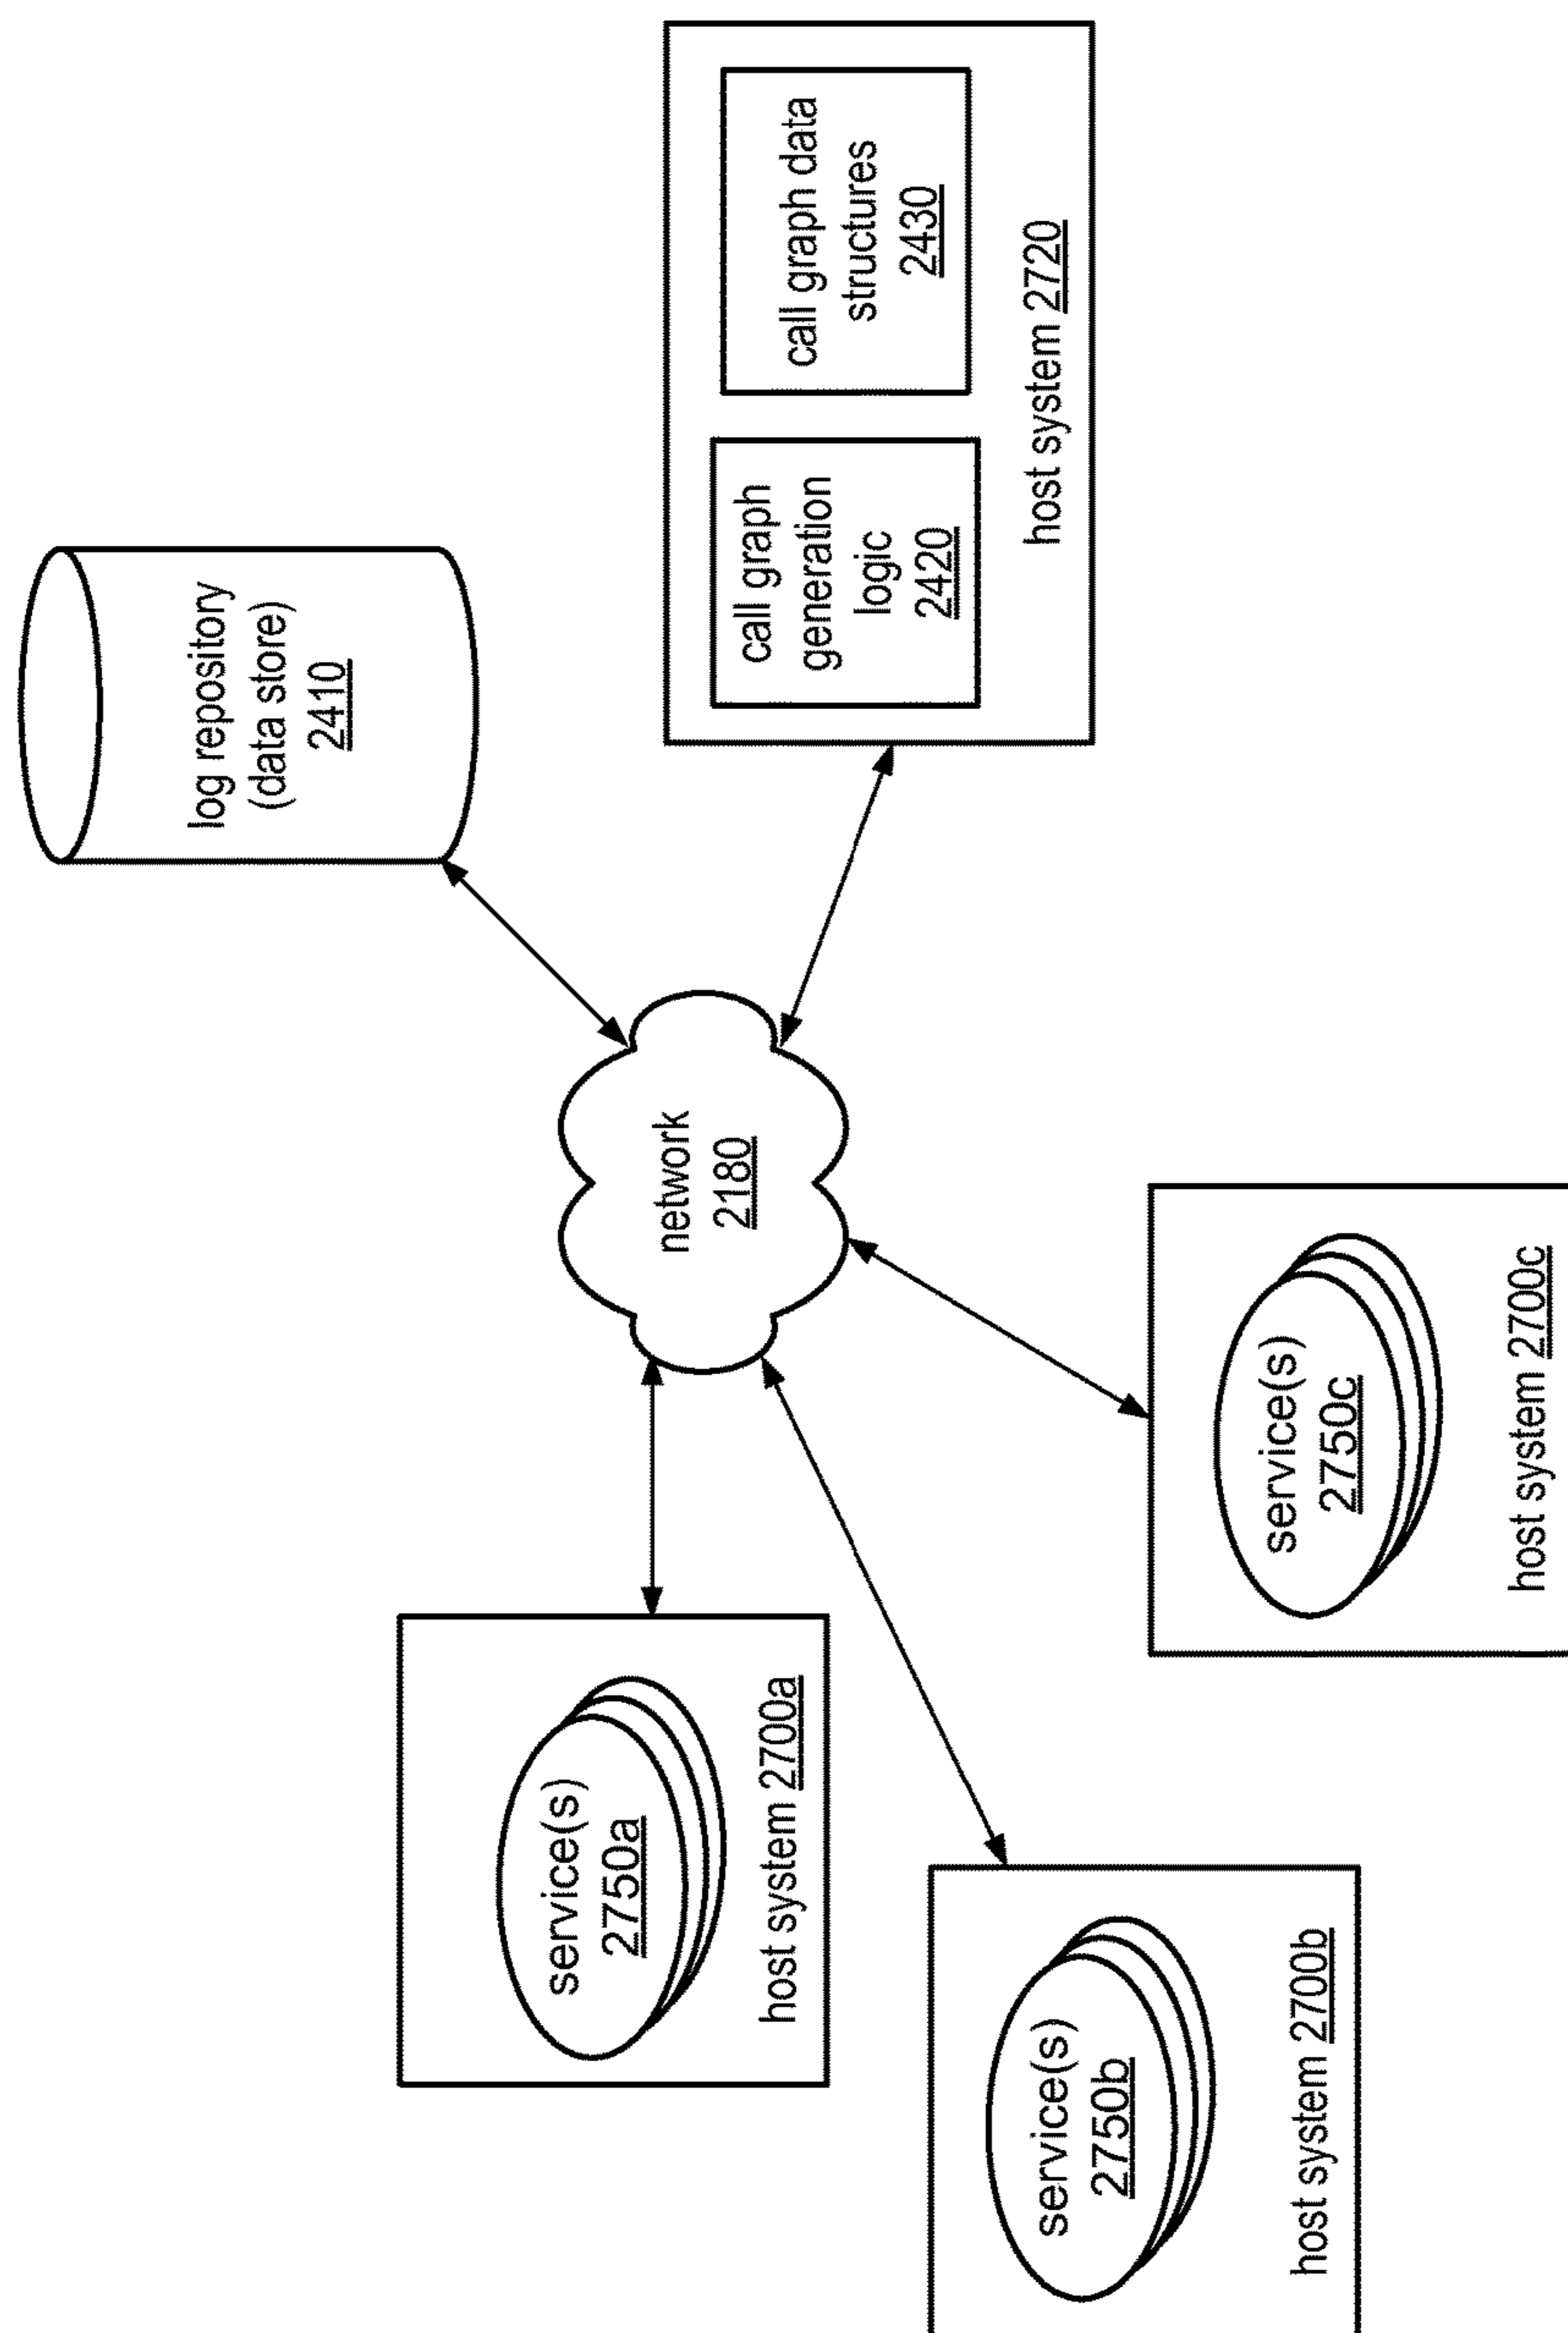 log repository
(data store)
2410
call graph
generation
logic
2420
call graph data
structures
2430
host system 2720
network
2180
service(s)
2750a
host system 2700a
service(s)
2750b
host system 2700b
service(s)
2750c
host system 2700c